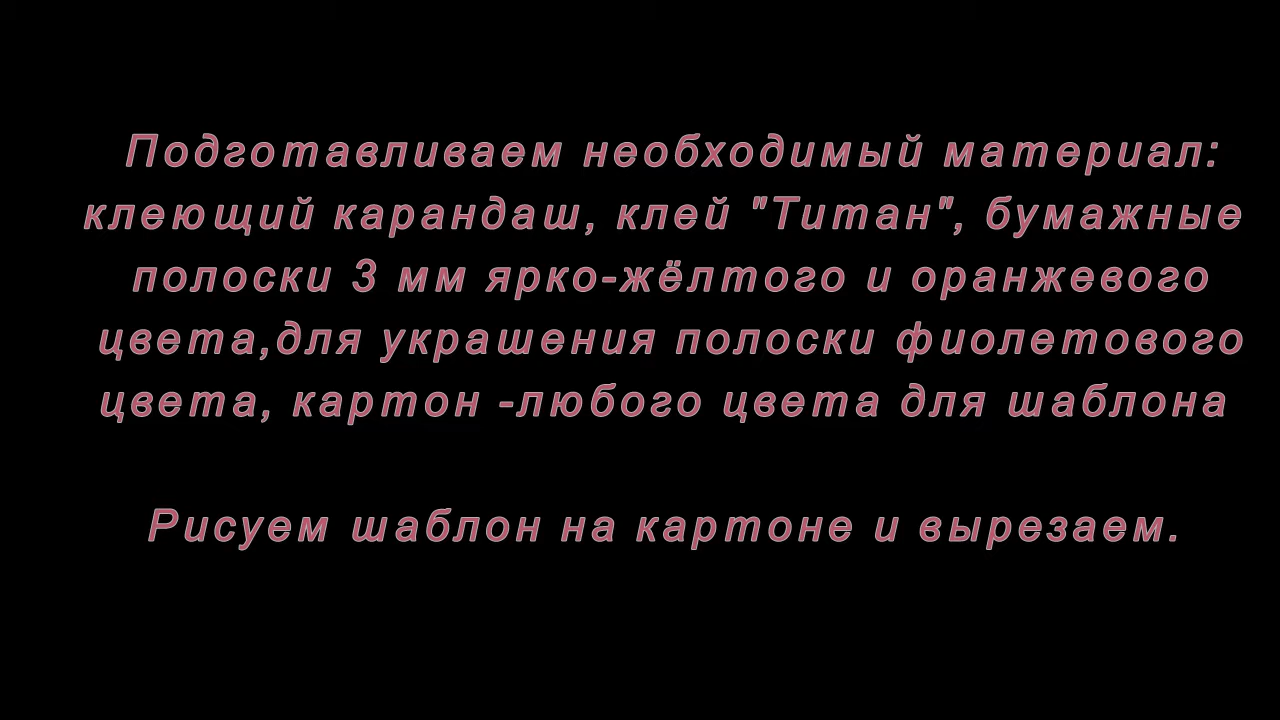 Подготавливаем необходимый материал:
клеющий карандаш, клей "Титан", бумажные
полоски 3 мм ярко-жёлтого и оранжевого
цвета,для украшения полоски фиолетового
цвета, картон -любого цвета для шаблона
Рисуем шаблон на картоне и вырезаем.